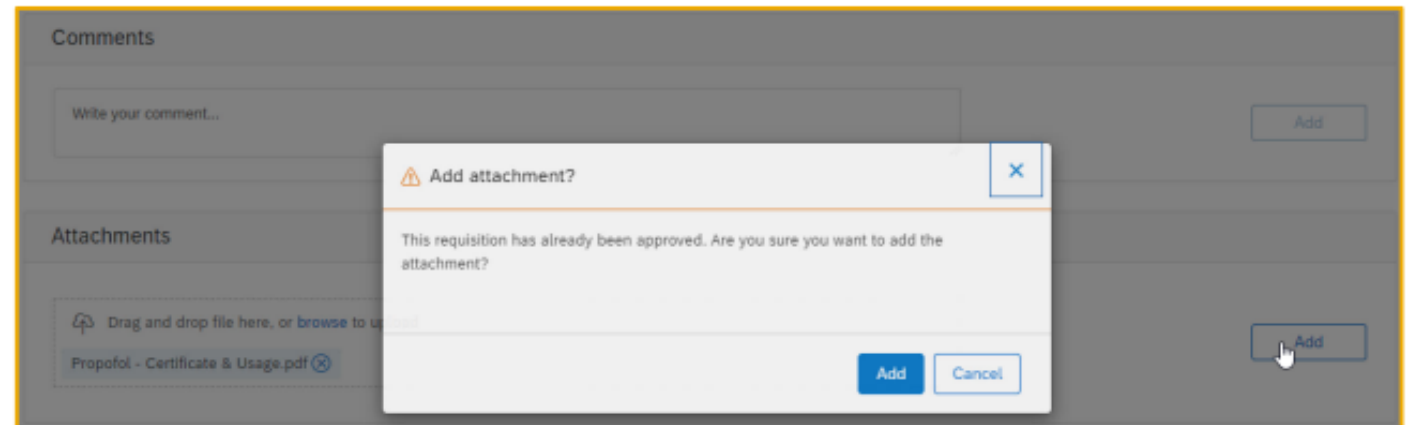 Comments
Write your comment...
Add
Add attachment?
Attachments
This requisition has already been approved. Are you sure you want to add the
attachment?
Drag and drop file here, or browse to
Add
Propofol - Certificate & Usage.pdf
Add
Cancel